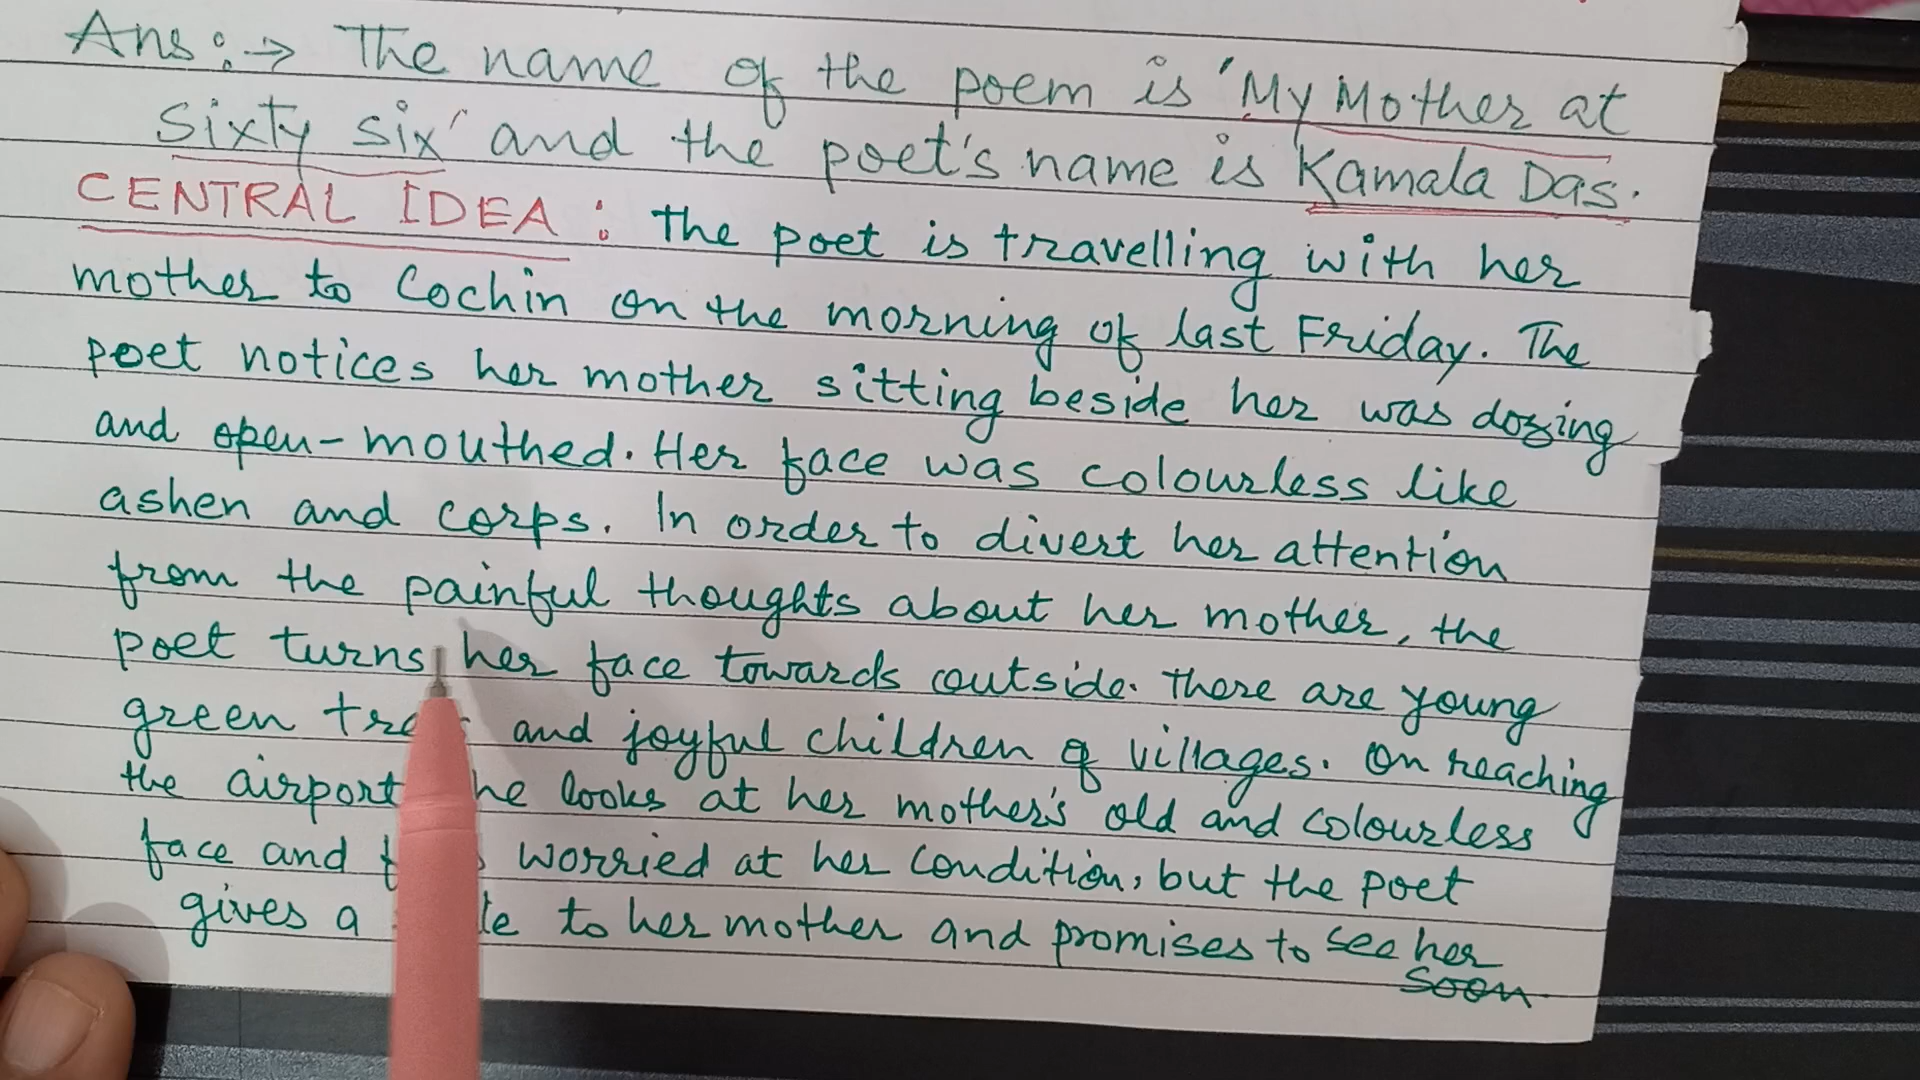 Ans:→ The name of the poem is 'My Mother at
Sixty six' and the poet's name is Kamala Das.
CENTRAL IDEA : The poet is travelling with her
mother to Cochin on the morning of last Friday. The
poet notices her mother sitting beside her was dozing
and open-mouthed. Her face was colourless like
ashen and corps. In order to divert her attention
from the painful thoughts about her mother, the
poet turns her face towards outside. There are young
green and joyful children of villages. On reaching
the airport he looks at her mother's old and colourless
face and worried at her condition, but the poet
gives a to her mother and promises to see her
soon